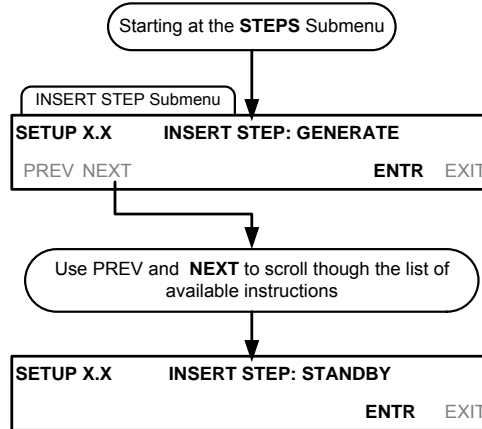 Starting at the STEPS Submenu
INSERT STEP Submenu
SETUP X.X INSERT STEP: GENERATE
PREV NEXT ENTR EXIT
Use PREV and NEXT to scroll though the list of
available instructions
SETUP X.X INSERT STEP: STANDBY
ENTR EXIT